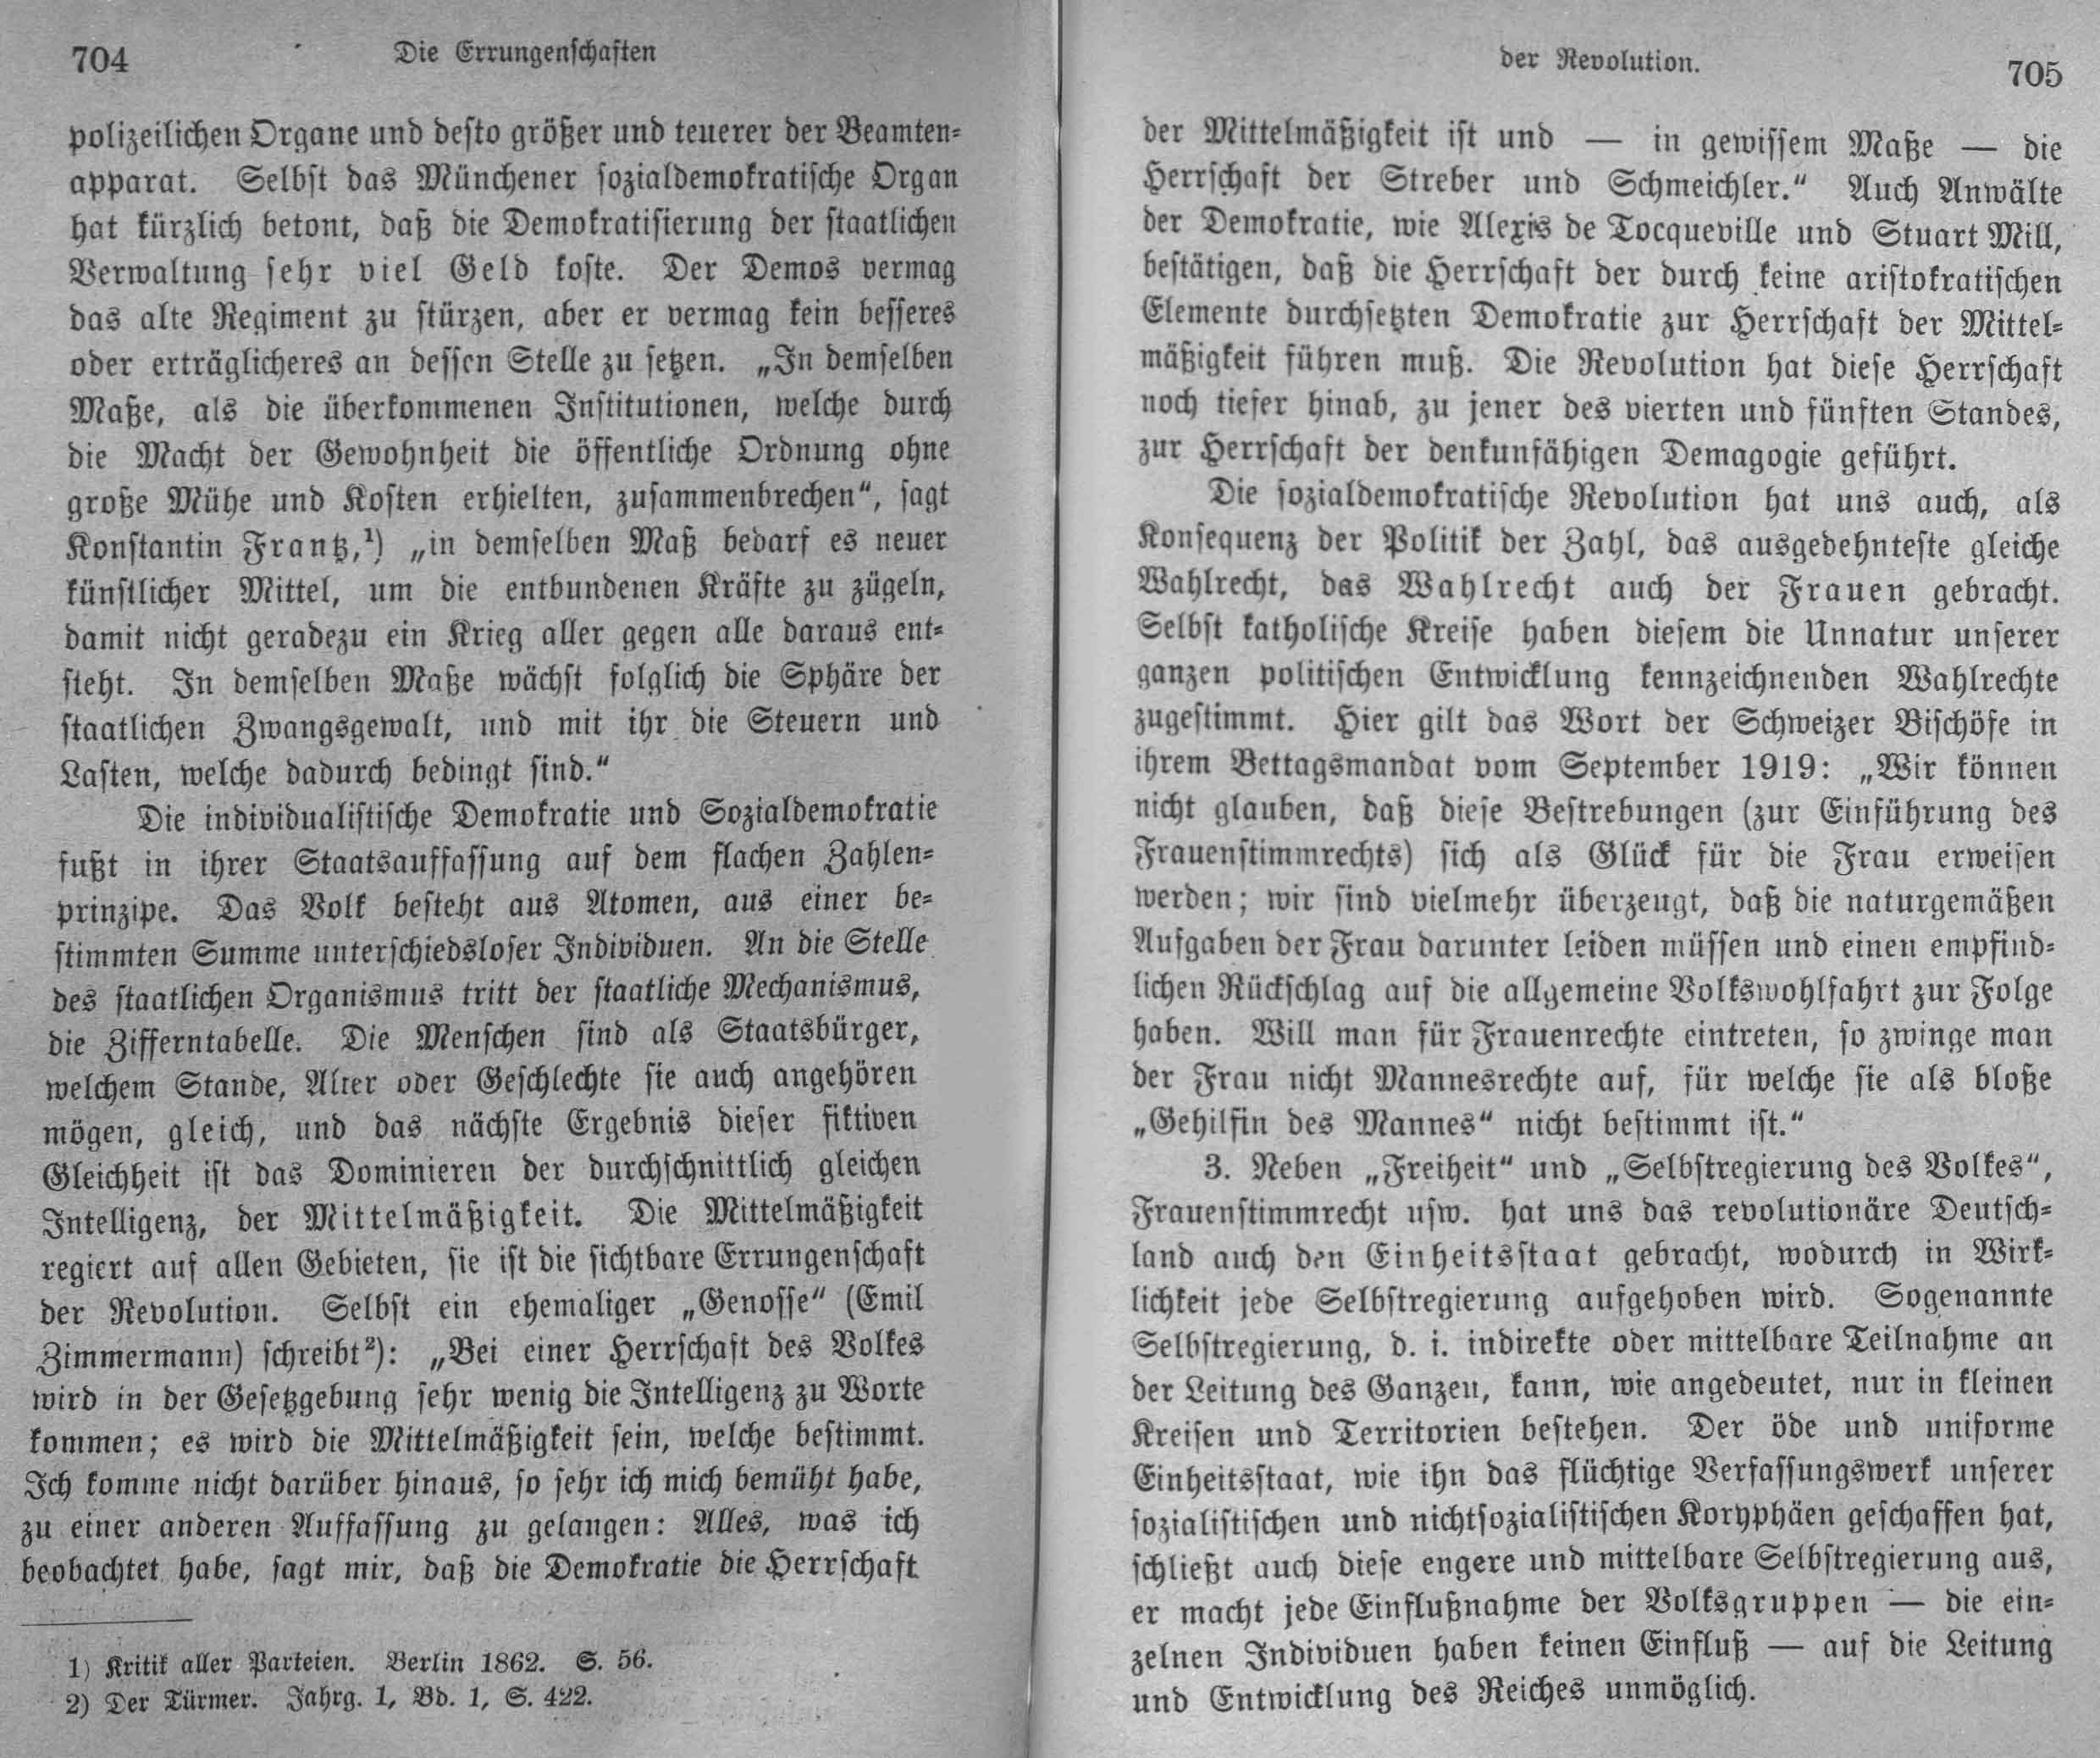 704
Die Errungenschaften
polizeilichen Organe und desto größer und teuerer der Beamten-
apparat. Selbst das Münchener sozialdemokratische Organ
hat kürzlich betont, daß die Demokratisierung der staatlichen
Verwaltung sehr viel Geld koste. Der Demos vermag
das alte Regiment zu stürzen, aber er vermag kein besseres
oder erträglicheres an dessen Stelle zu setzen. „In demselben
Maße, als die überkommenen Institutionen, welche durch
die Macht der Gewohnheit die öffentliche Ordnung ohne
große Mühe und Kosten erhielten, zusammenbrechen“, sagt
Konstantin Frantz,¹) „in demselben Maß bedarf es neuer
künstlicher Mittel, um die entbundenen Kräfte zu zügeln,
damit nicht geradezu ein Krieg aller gegen alle daraus ent-
steht. In demselben Maße wächst folglich die Sphäre der
staatlichen Zwangsgewalt, und mit ihr die Steuern und
Lasten, welche dadurch bedingt sind.“
Die individualistische Demokratie und Sozialdemokratie
fußt in ihrer Staatsauffassung auf dem flachen Zahlen-
prinzipe. Das Volk besteht aus Atomen, aus einer be-
stimmten Summe unterschiedsloser Individuen. An die Stelle
des staatlichen Organismus tritt der staatliche Mechanismus,
die Zifferntabelle. Die Menschen sind als Staatsbürger,
welchem Stande, Alter oder Geschlechte sie auch angehören
mögen, gleich, und das nächste Ergebnis dieser fiktiven
Gleichheit ist das Dominieren der durchschnittlich gleichen
Intelligenz, der Mittelmäßigkeit. Die Mittelmäßigkeit
regiert auf allen Gebieten, sie ist die sichtbare Errungenschaft
der Revolution. Selbst ein ehemaliger „Genosse“ (Emil
Zimmermann) schreibt²): „Bei einer Herrschaft des Volkes
wird in der Gesetzgebung sehr wenig die Intelligenz zu Worte
kommen; es wird die Mittelmäßigkeit sein, welche bestimmt.
Ich komme nicht darüber hinaus, so sehr ich mich bemüht habe,
zu einer anderen Auffassung zu gelangen: Alles, was ich
beobachtet habe, sagt mir, daß die Demokratie die Herrschaft
1) Kritik aller Parteien. Berlin 1862. S. 56.
2) Der Türmer. Jahrg. 1, Bd. 1, S. 422.
der Revolution.
705
der Mittelmäßigkeit ist und — in gewissem Maße — die
Herrschaft der Streber und Schmeichler.“ Auch Anwälte
der Demokratie, wie Alexis de Tocqueville und Stuart Mill,
bestätigen, daß die Herrschaft der durch keine aristokratischen
Elemente durchsetzten Demokratie zur Herrschaft der Mittel-
mäßigkeit führen muß. Die Revolution hat diese Herrschaft
noch tiefer hinab, zu jener des vierten und fünften Standes,
zur Herrschaft der denkunfähigen Demagogie geführt.
Die sozialdemokratische Revolution hat uns auch, als
Konsequenz der Politik der Zahl, das ausgedehnteste gleiche
Wahlrecht, das Wahlrecht auch der Frauen gebracht.
Selbst katholische Kreise haben diesem die Unnatur unserer
ganzen politischen Entwicklung kennzeichnenden Wahlrechte
zugestimmt. Hier gilt das Wort der Schweizer Bischöfe in
ihrem Bettagsmandat vom September 1919: „Wir können
nicht glauben, daß diese Bestrebungen (zur Einführung des
Frauenstimmrechts) sich als Glück für die Frau erweisen
werden; wir sind vielmehr überzeugt, daß die naturgemäßen
Aufgaben der Frau darunter leiden müssen und einen empfind-
lichen Rückschlag auf die allgemeine Volkswohlfahrt zur Folge
haben. Will man für Frauenrechte eintreten, so zwinge man
der Frau nicht Mannesrechte auf, für welche sie als bloße
„Gehilfin des Mannes“ nicht bestimmt ist.“
3. Neben „Freiheit“ und „Selbstregierung des Volkes“,
Frauenstimmrecht usw. hat uns das revolutionäre Deutsch-
land auch den Einheitsstaat gebracht, wodurch in Wirk-
lichkeit jede Selbstregierung aufgehoben wird. Sogenannte
Selbstregierung, d. i. indirekte oder mittelbare Teilnahme an
der Leitung des Ganzen, kann, wie angedeutet, nur in kleinen
Kreisen und Territorien bestehen. Der öde und uniforme
Einheitsstaat, wie ihn das flüchtige Verfassungswerk unserer
sozialistischen und nichtsozialistischen Koryphäen geschaffen hat,
schließt auch diese engere und mittelbare Selbstregierung aus,
er macht jede Einflußnahme der Volksgruppen — die ein-
zelnen Individuen haben keinen Einfluß — auf die Leitung
und Entwicklung des Reiches unmöglich.